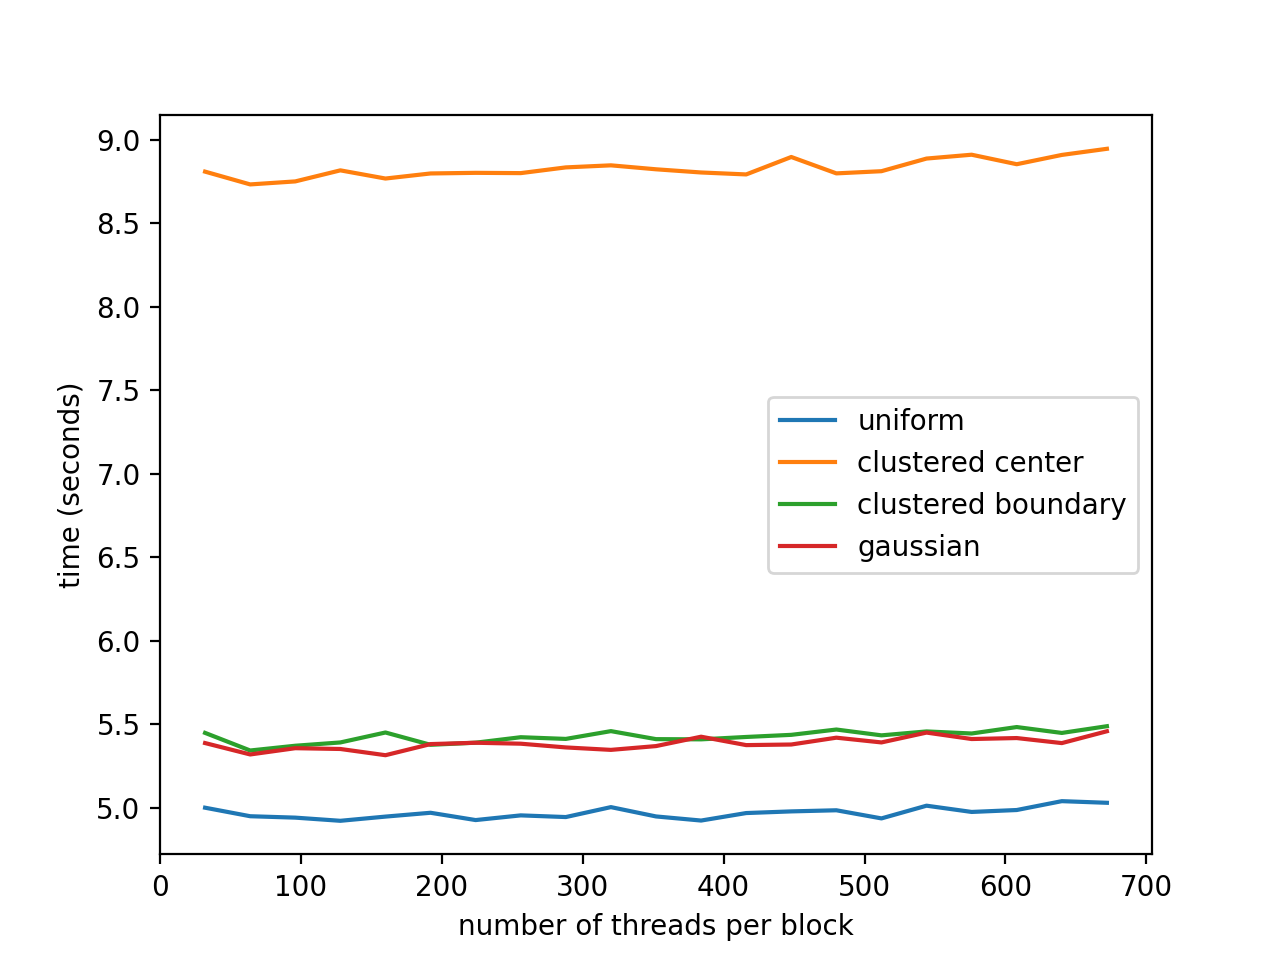 9.0
8.5
8.0
7.5
7.0
6.5
6.0
5.5
5.0
time (seconds)
uniform
clustered center
clustered boundary
gaussian
0 100 200 300 400 500 600 700
number of threads per block